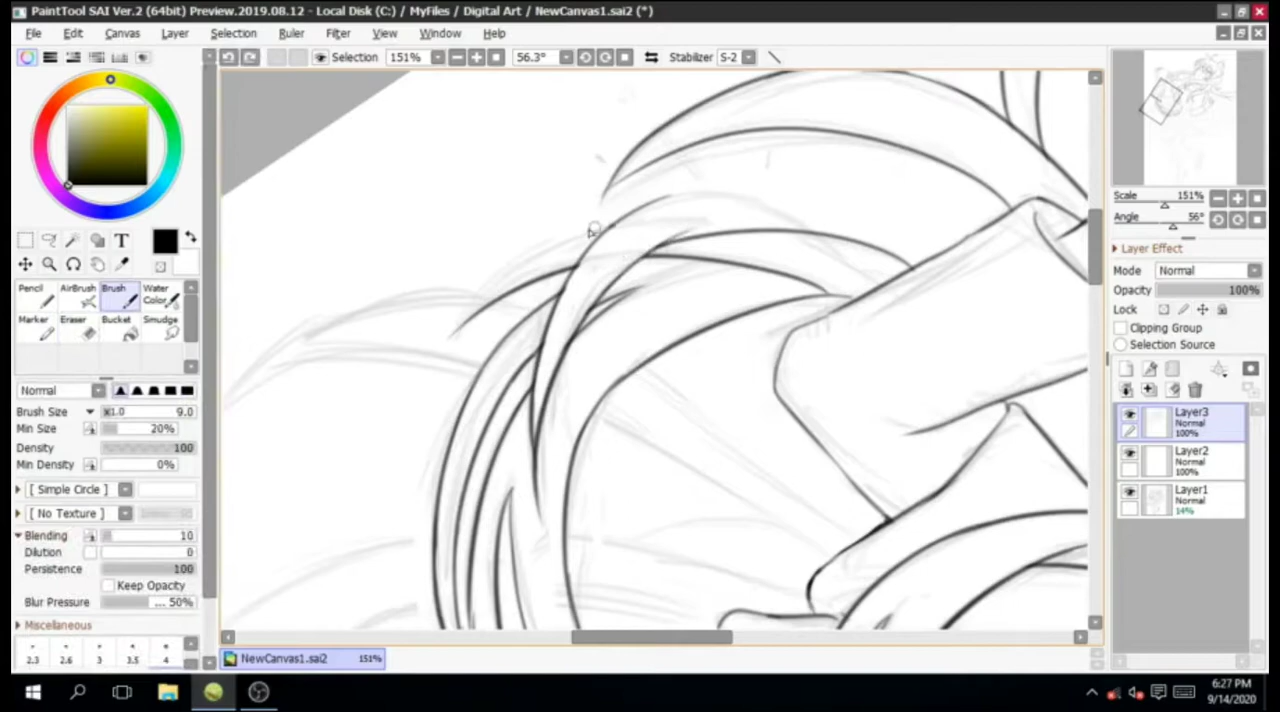 PaintTool SAI Ver.2 (64bit) Preview.2019.08.12 - Local Disk (C:) / MyFiles / Digital Art / NewCanvas1.sai2 (*)
File Edit Canvas Layer Selection Ruler Filter View Window Help
Selection 151% 56.3° Stabilizer S-2
T
Pencil AirBrush Brush Water Color
Marker Eraser Bucket Smudge
Normal
Brush Size x1.0 9.0
Min Size 20%
Density 100
Min Density 0%
[ Simple Circle ]
[ No Texture ]
Blending 10
Dilution 0
Persistence 100
Keep Opacity
Blur Pressure ... 50%
Miscellaneous
2.3 2.6 3 3.5 4
Scale 151%
Angle 56°
Layer Effect
Mode Normal
Opacity 100%
Lock
Clipping Group
Selection Source
Layer3
Normal
100%
Layer2
Normal
100%
Layer1
Normal
14%
NewCanvas1.sai2 151%
6:27 PM
9/14/2020